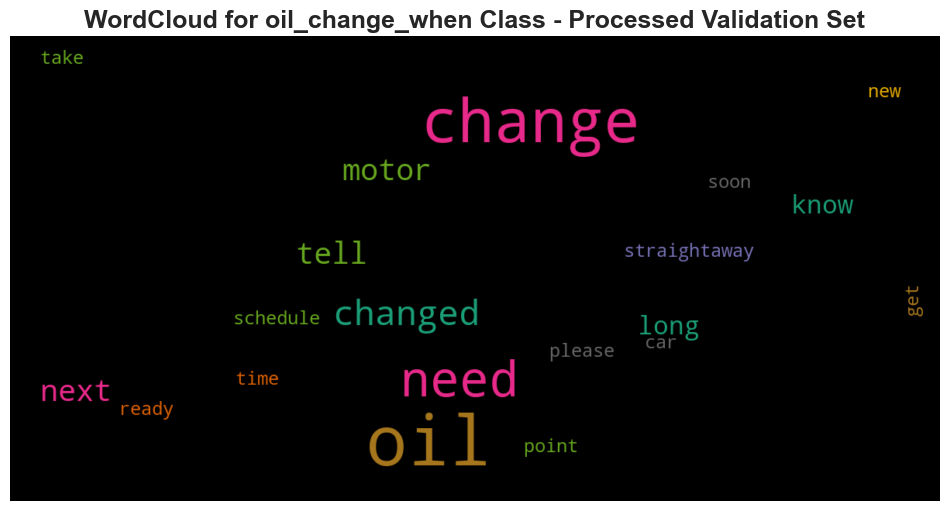 WordCloud for oil_change_when Class - Processed Validation Set
take
new
change
motor
soon
know
tell
straightaway
get
schedule
changed
long
car
please
need
time
next
ready
oil
point